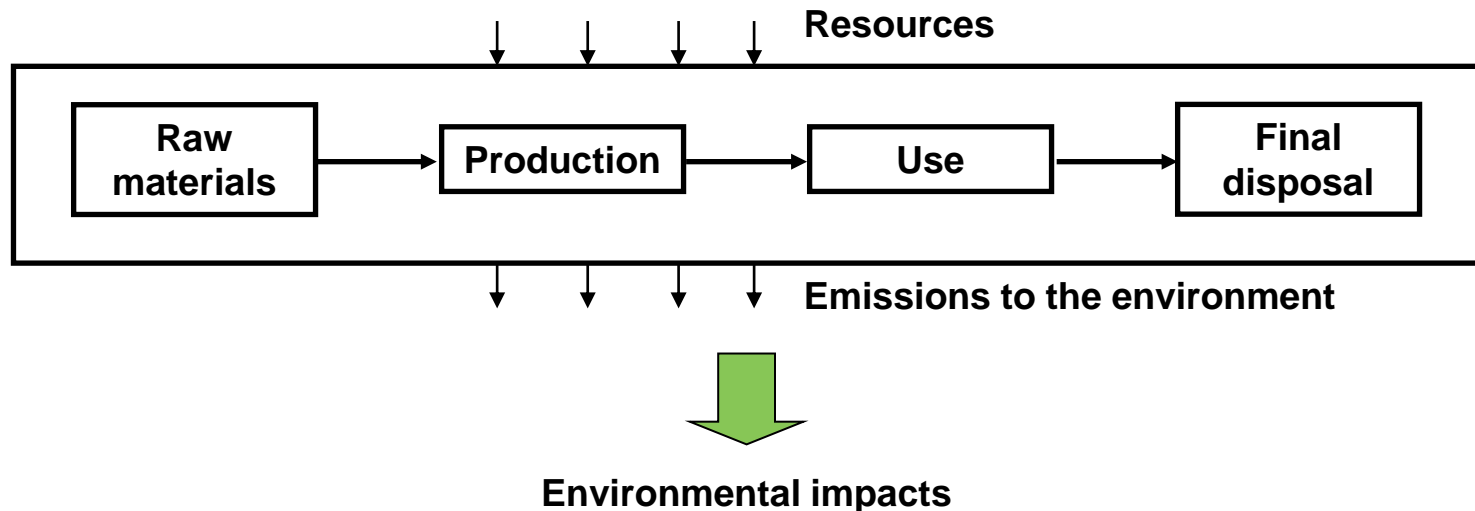 Resources
Raw
materials
Production
Use
Final
disposal
Emissions to the environment
Environmental impacts